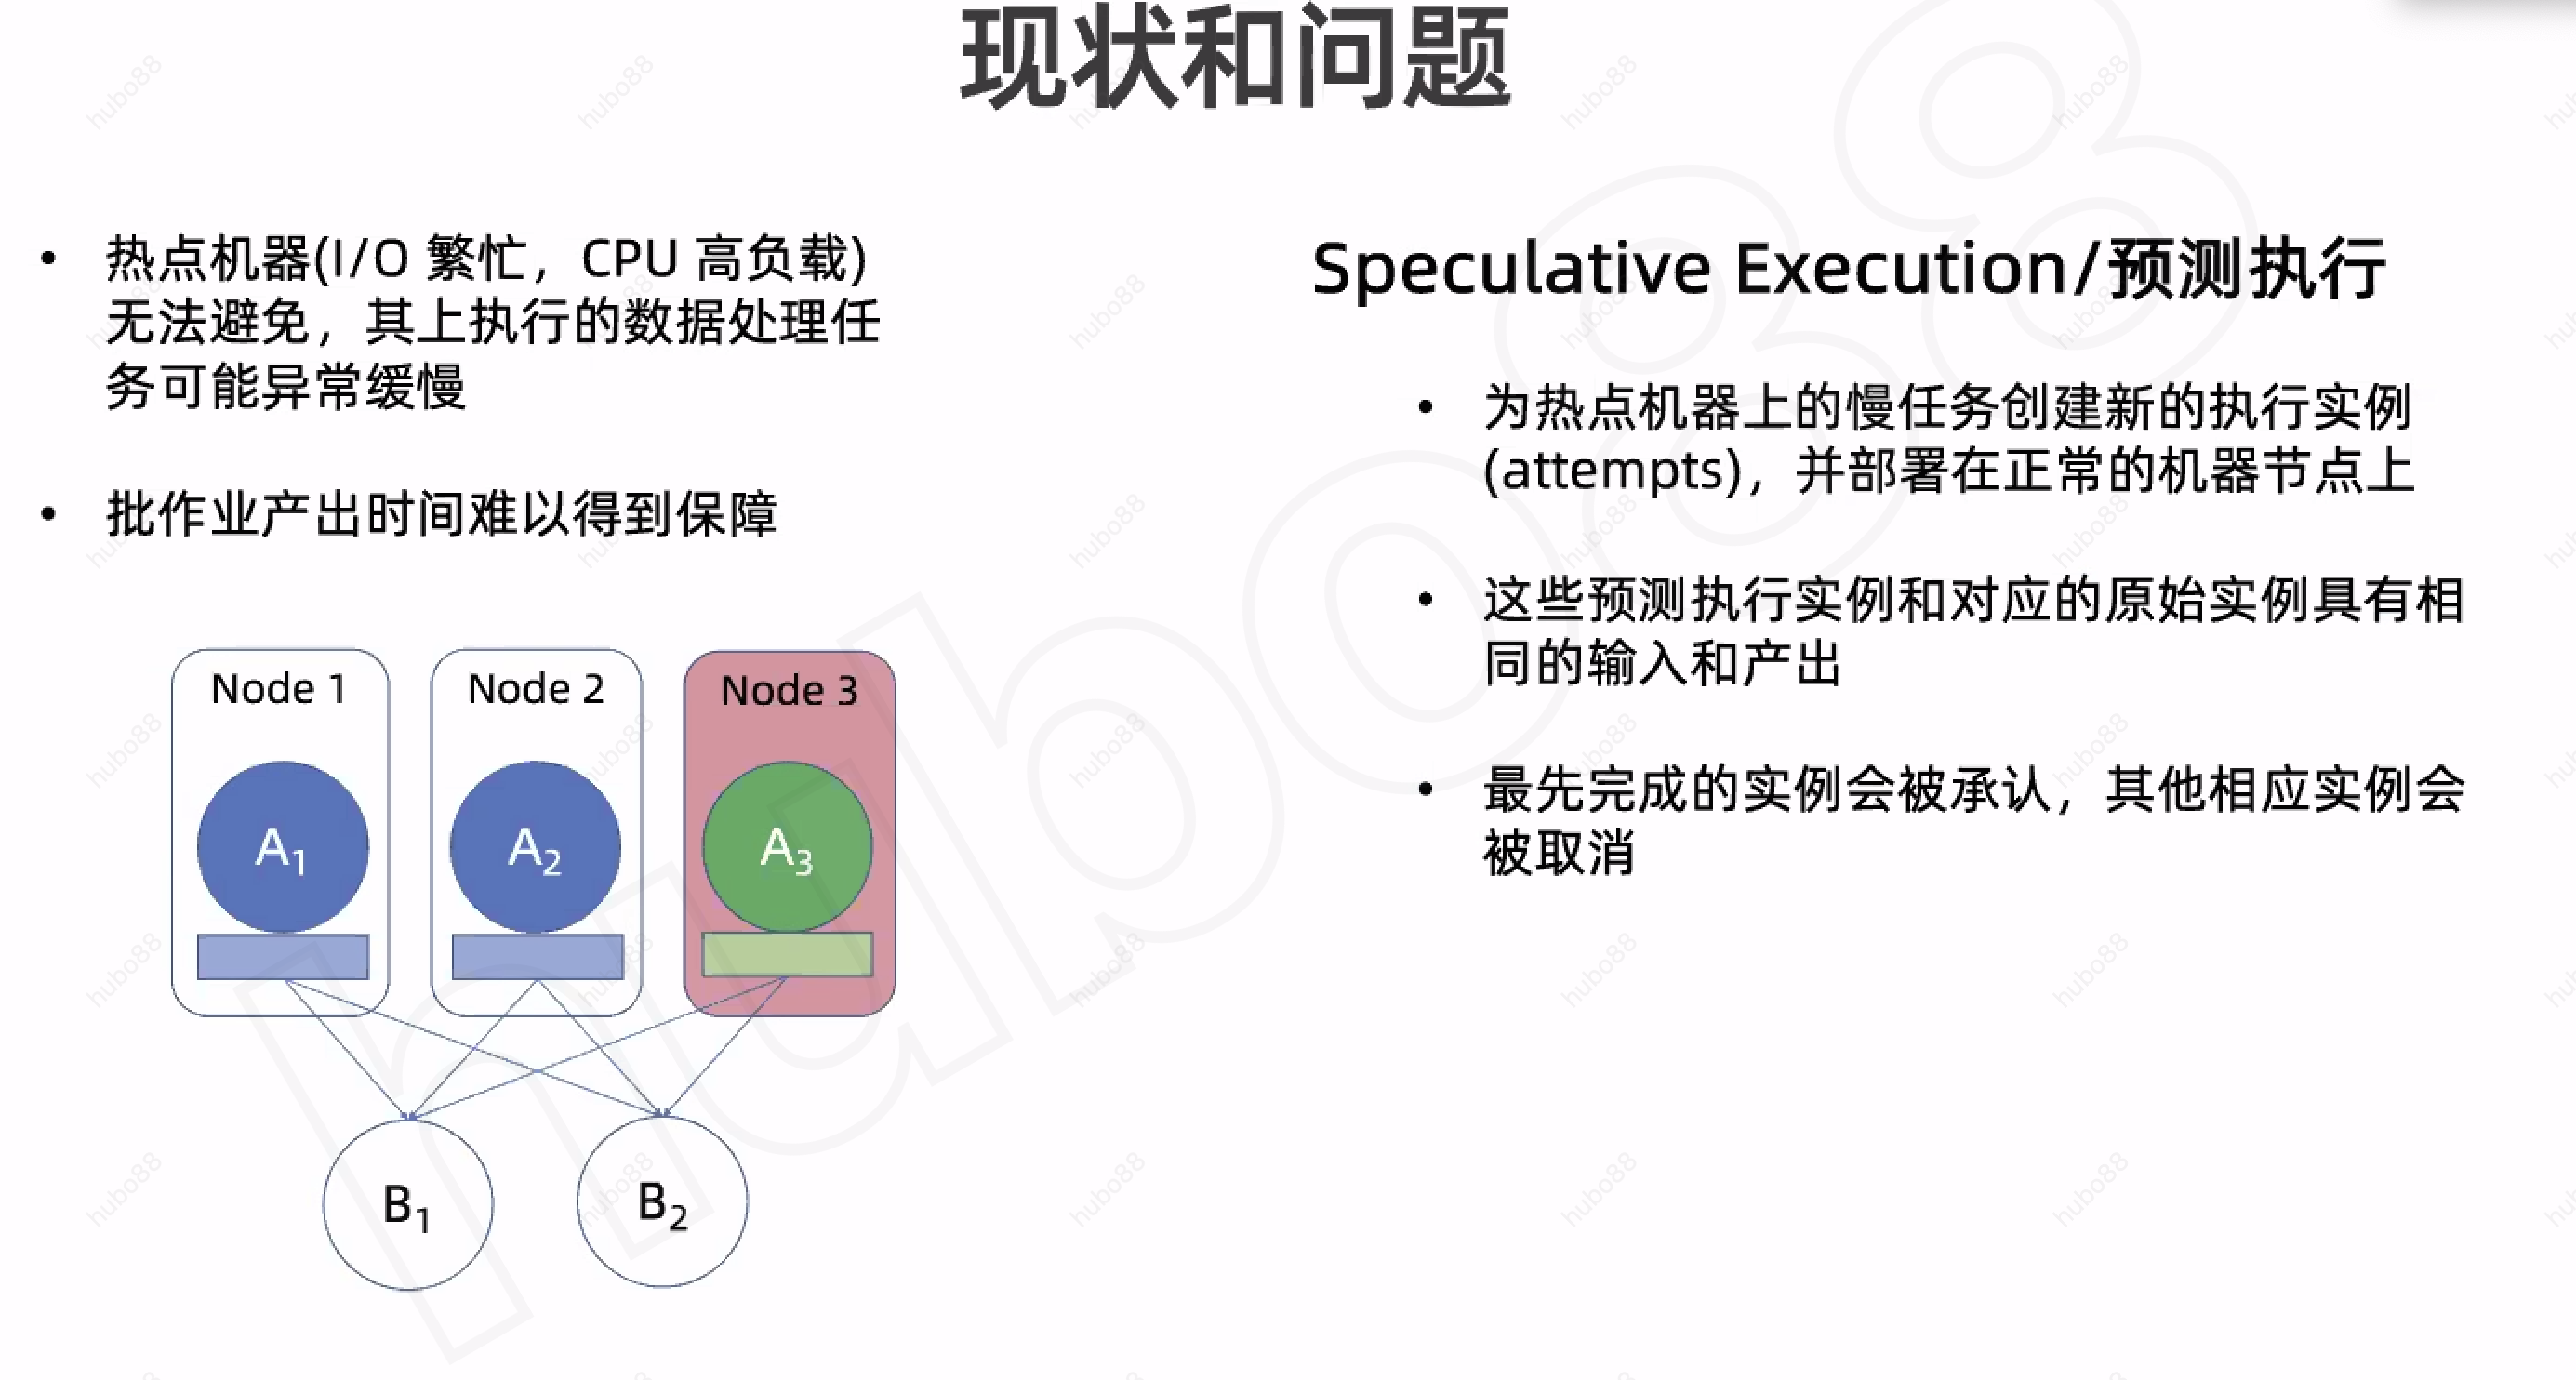 现状和问题
• 热点机器(I/O 繁忙，CPU 高负载)
无法避免，其上执行的数据处理任
务可能异常缓慢
• 批作业产出时间难以得到保障
Node 1
Node 2
Node 3
A1
A2
A3
B1
B2
Speculative Execution/预测执行
• 为热点机器上的慢任务创建新的执行实例
(attempts)，并部署在正常的机器节点上
• 这些预测执行实例和对应的原始实例具有相
同的输入和产出
• 最先完成的实例会被承认，其他相应实例会
被取消
hubo88